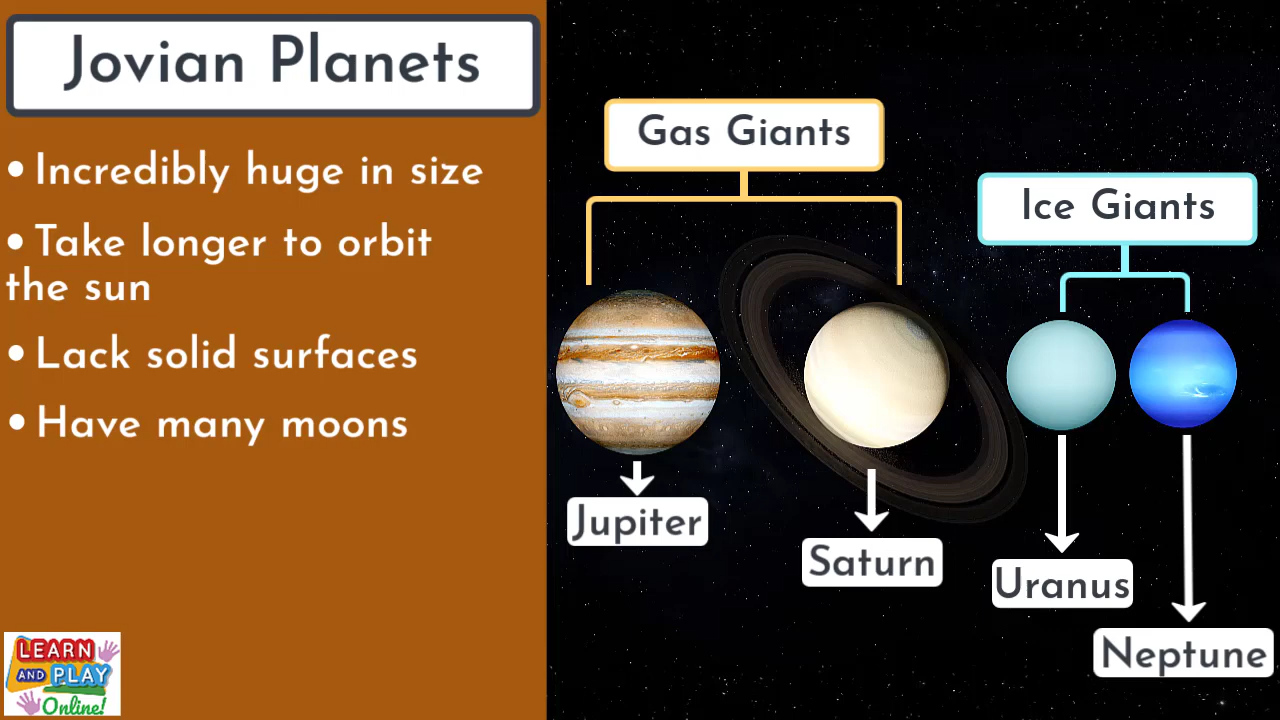 Jovian Planets
• Incredibly huge in size
• Take longer to orbit
the sun
• Lack solid surfaces
• Have many moons
Gas Giants
Ice Giants
Jupiter
Saturn
Uranus
Neptune
LEARN
AND PLAY
Online!